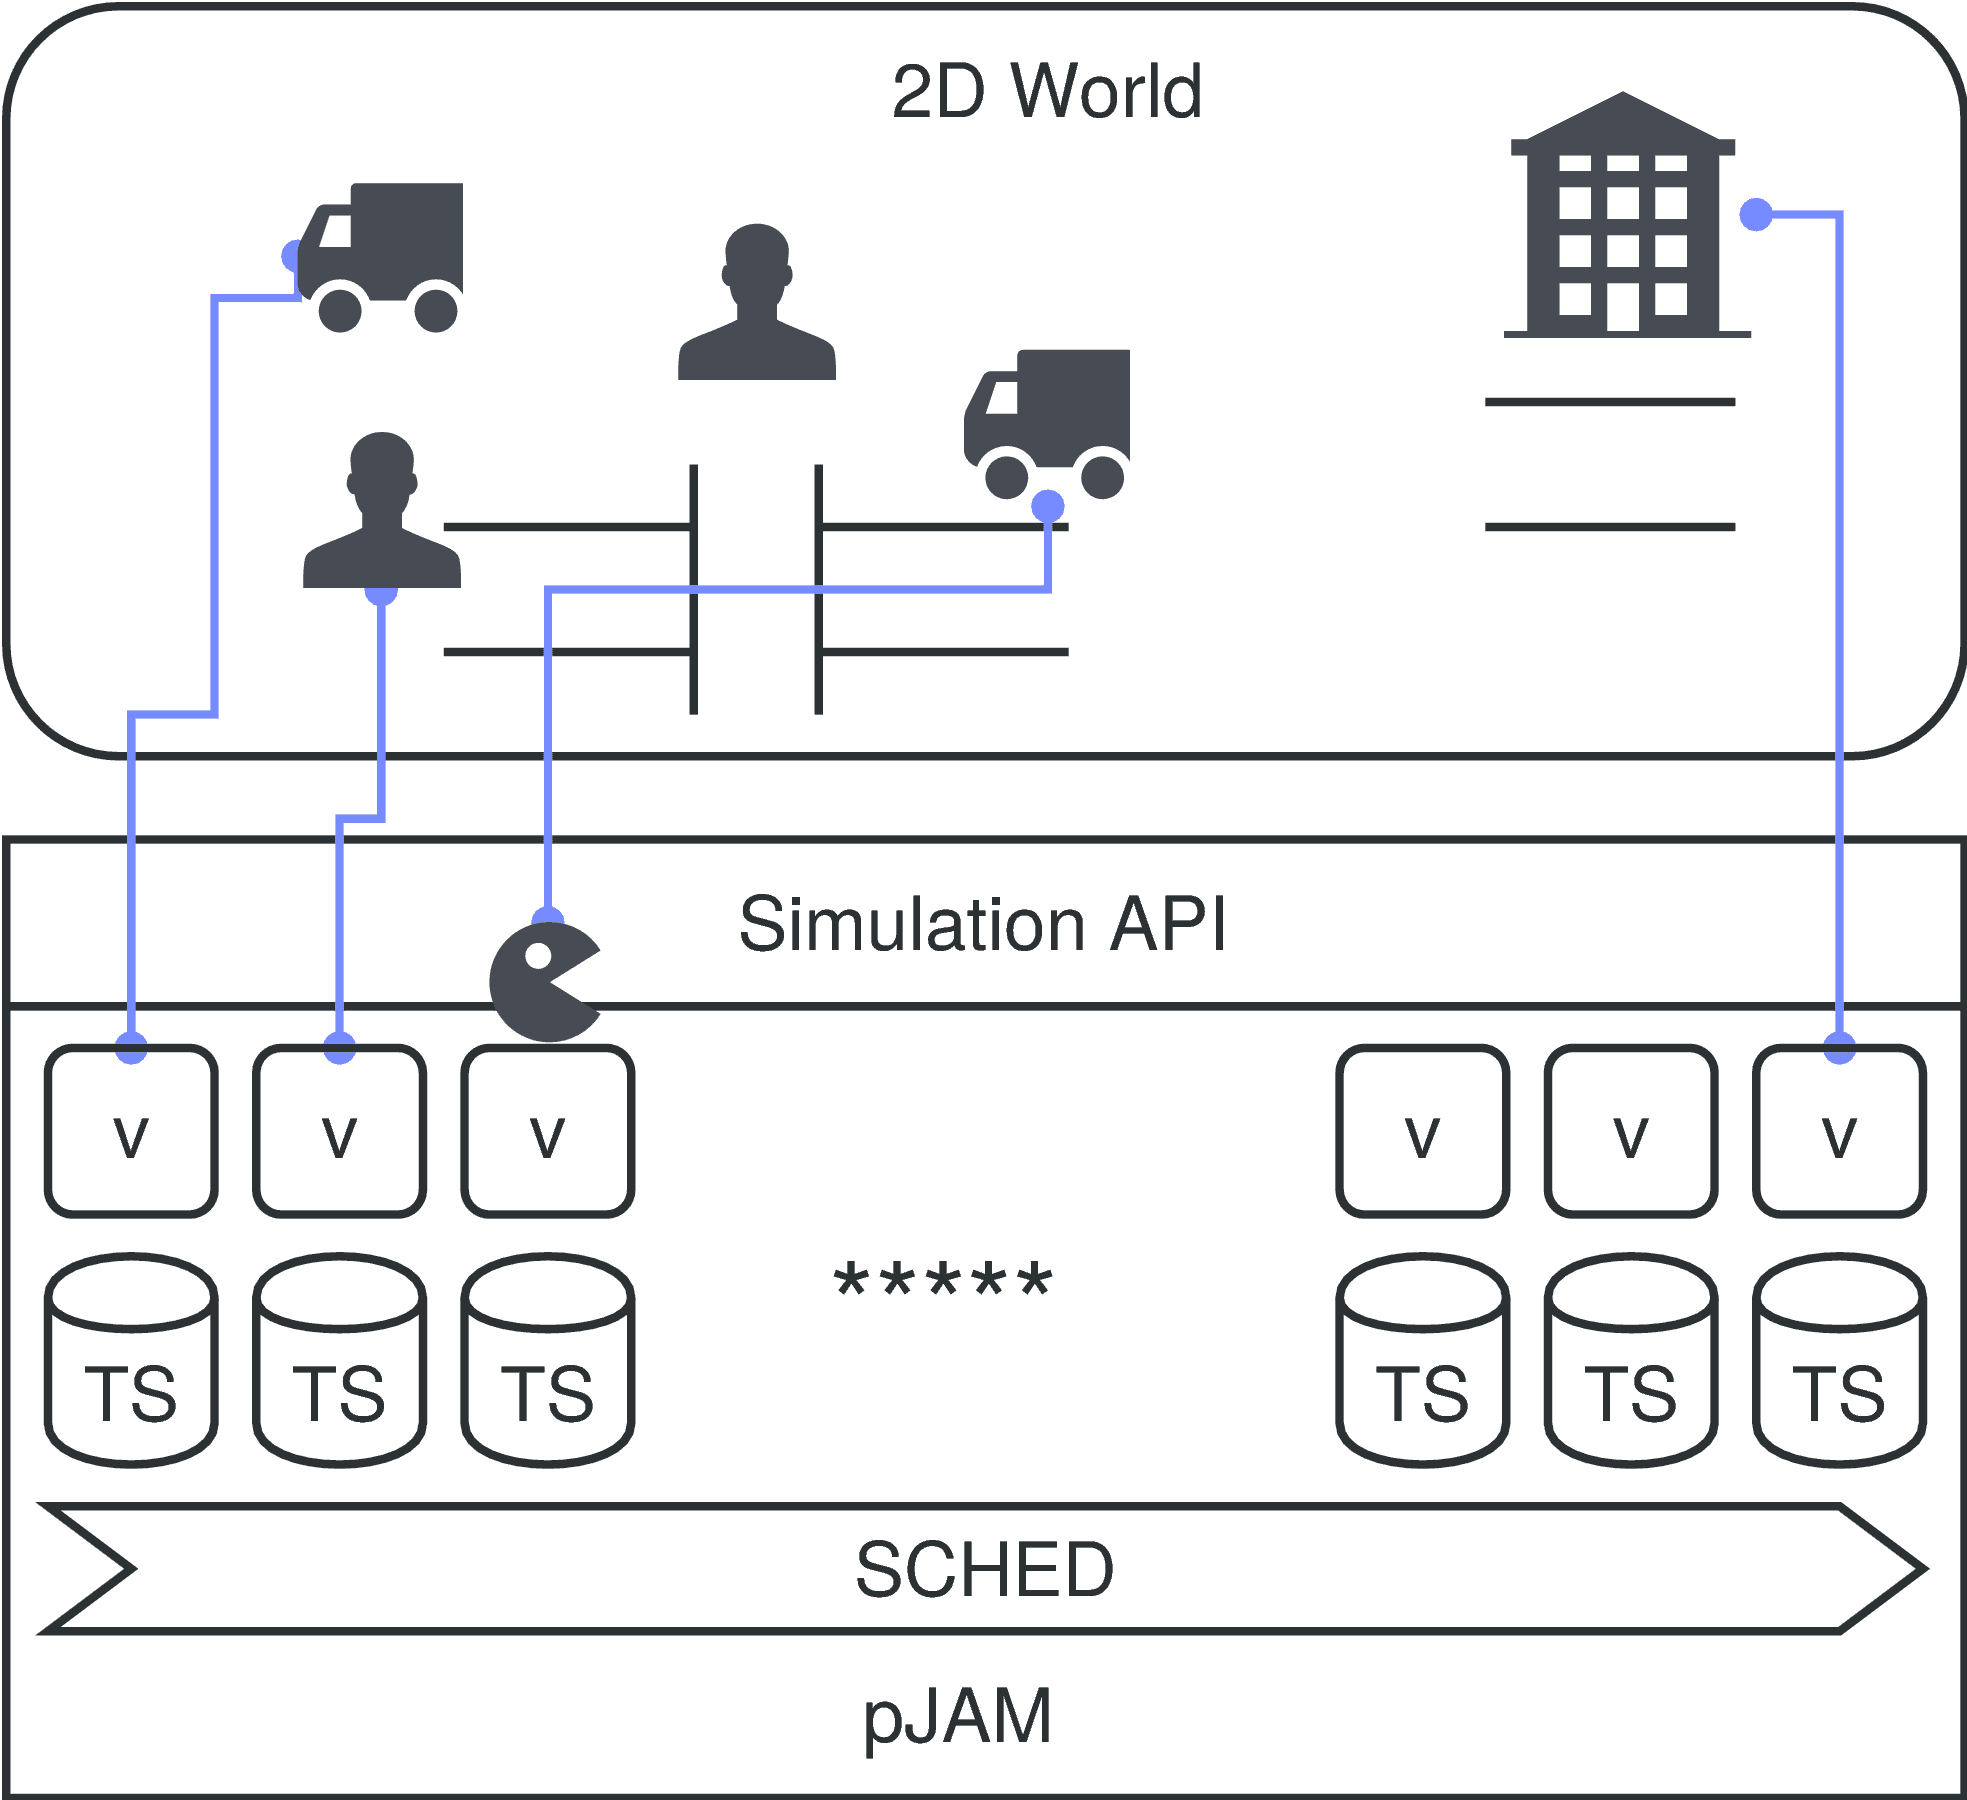 2D World
Simulation API
v v v v v v
*****
TS TS TS TS TS TS
SCHED
pJAM